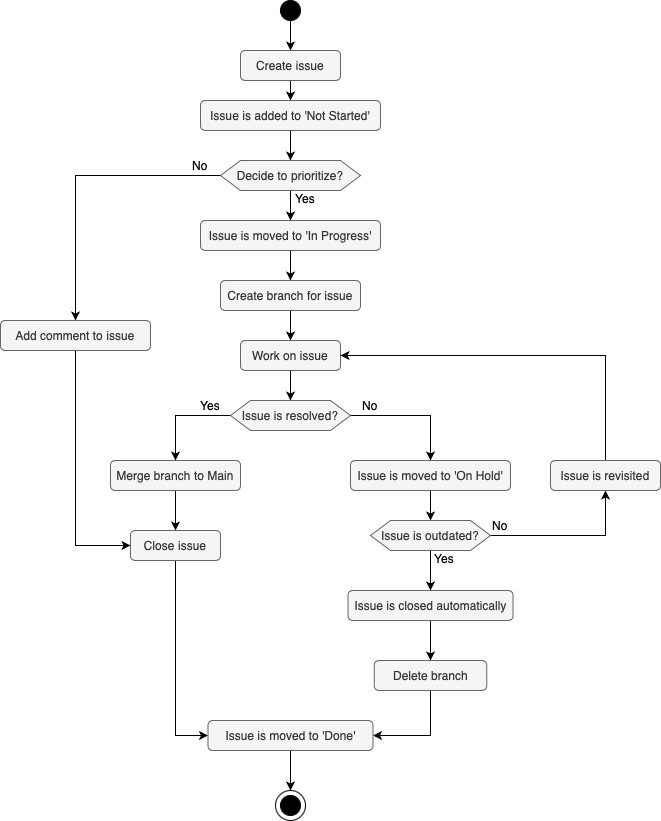 Create issue
Issue is added to 'Not Started'
No
Decide to prioritize?
Yes
Issue is moved to 'In Progress'
Create branch for issue
Add comment to issue
Work on issue
Yes
Issue is resolved?
No
Merge branch to Main
Issue is moved to 'On Hold'
Issue is revisited
Close issue
Issue is outdated?
No
Yes
Issue is closed automatically
Delete branch
Issue is moved to 'Done'